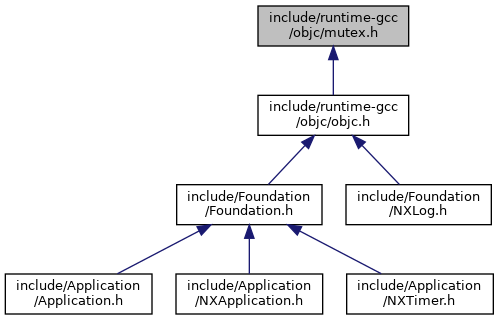 include/runtime-gcc
/objc/mutex.h
include/runtime-gcc
/objc/objc.h
include/Foundation
/Foundation.h
include/Foundation
/NXLog.h
include/Application
/Application.h
include/Application
/NXApplication.h
include/Application
/NXTimer.h